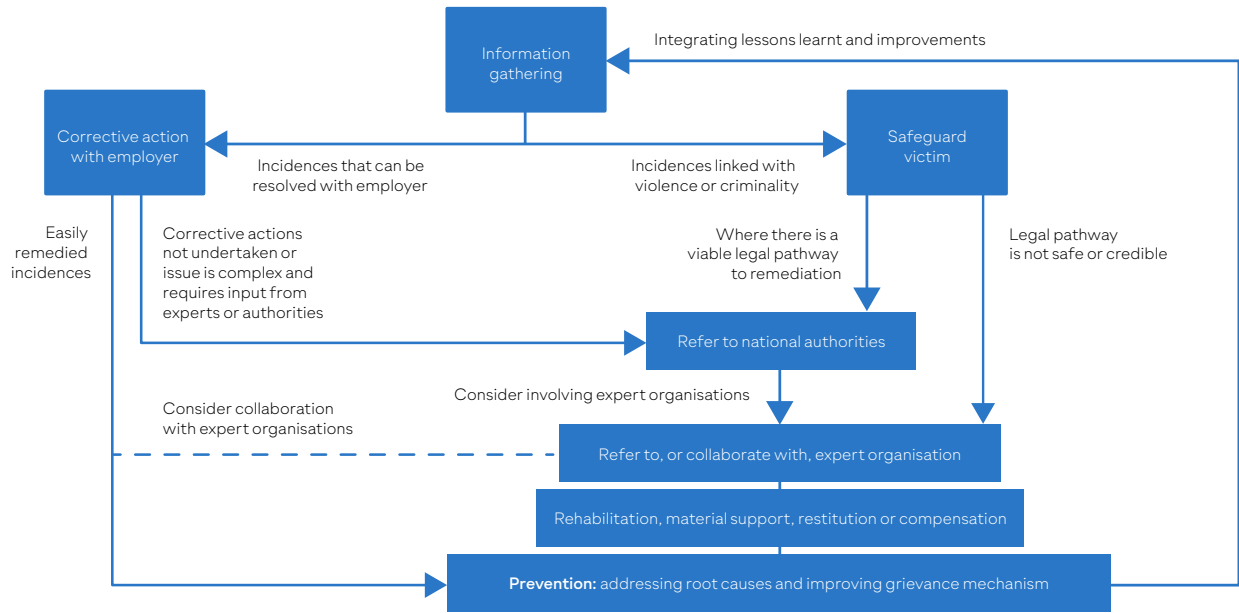 Integrating lessons learnt and improvements
Information
gathering
Corrective action
with employer
Safeguard
victim
Incidences that can be
resolved with employer
Incidences linked with
violence or criminality
Easily
remedied
incidences
Corrective actions
not undertaken or
issue is complex and
requires input from
experts or authorities
Where there is a
viable legal pathway
to remediation
Legal pathway
is not safe or credible
Refer to national authorities
Consider involving expert organisations
Consider collaboration
with expert organisations
Refer to, or collaborate with, expert organisation
Rehabilitation, material support, restitution or compensation
Prevention: addressing root causes and improving grievance mechanism